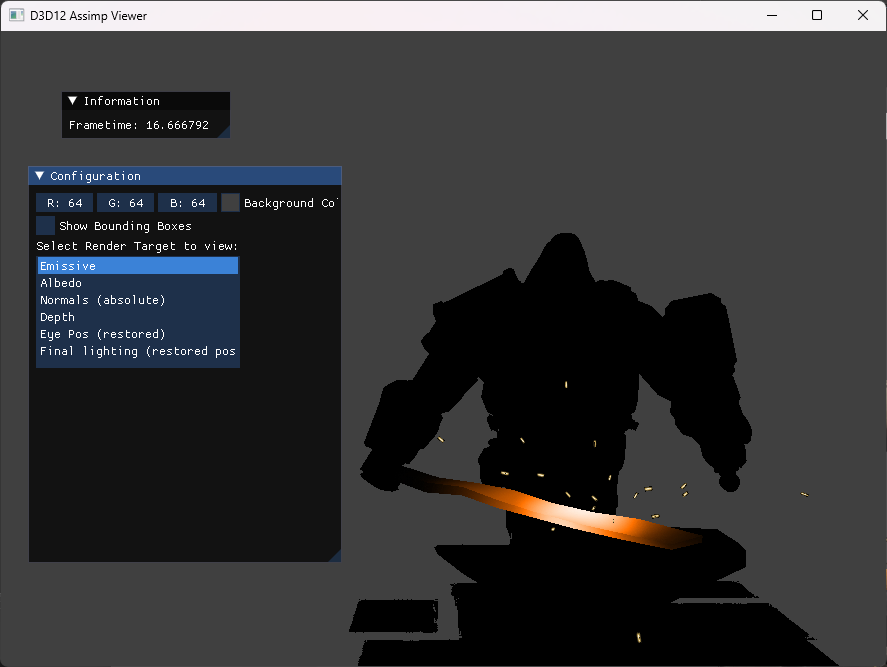 D3D12 Assimp Viewer
Information
Frametime: 16.666792
Configuration
R: 64 G: 64 B: 64 Background Co
Show Bounding Boxes
Select Render Target to view:
Emissive
Albedo
Normals (absolute)
Depth
Eye Pos (restored)
Final lighting (restored pos